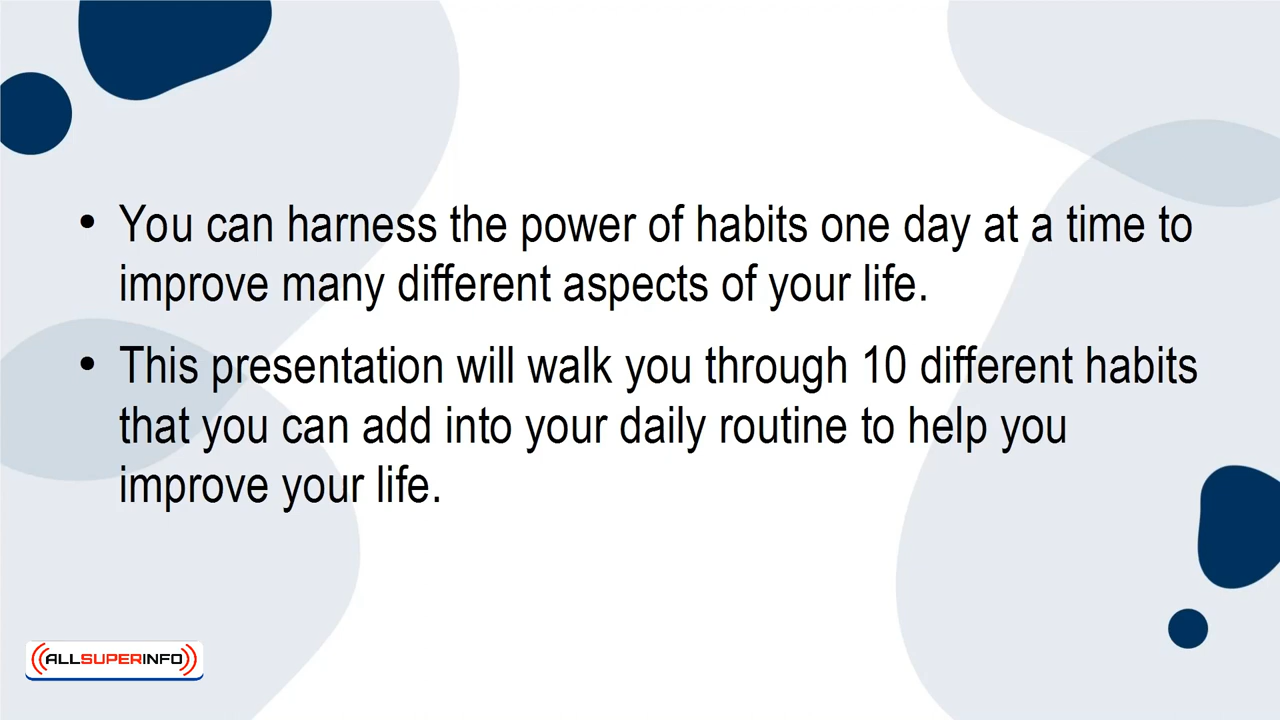 • You can harness the power of habits one day at a time to
improve many different aspects of your life.
• This presentation will walk you through 10 different habits
that you can add into your daily routine to help you
improve your life.
ALLSUPERINFO